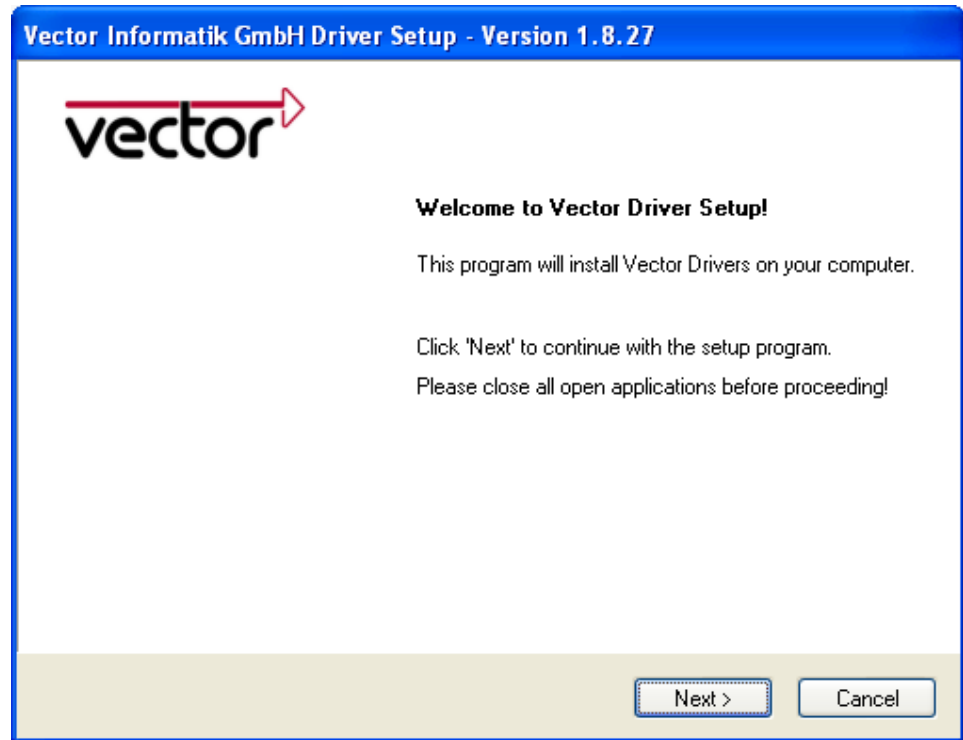 Vector Informatik GmbH Driver Setup - Version 1.8.27
vector
Welcome to Vector Driver Setup!
This program will install Vector Drivers on your computer.
Click 'Next' to continue with the setup program.
Please close all open applications before proceeding!
Next >
Cancel